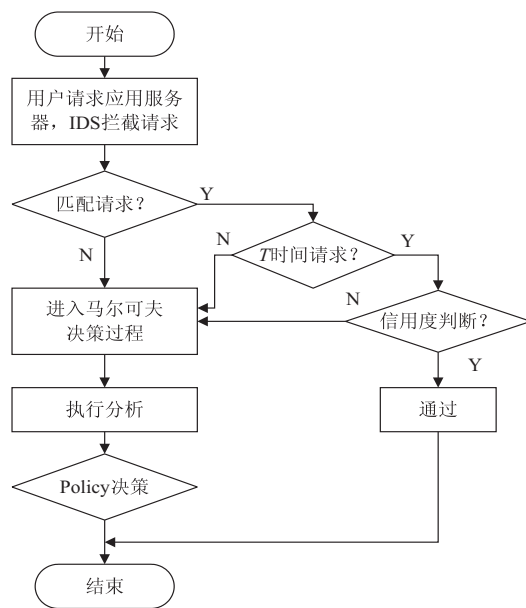 开始
用户请求应用服务
器，IDS拦截请求
匹配请求？
Y
N
T时间请求？
N
Y
进入马尔可夫
决策过程
N
信用度判断？
Y
执行分析
通过
Policy决策
结束